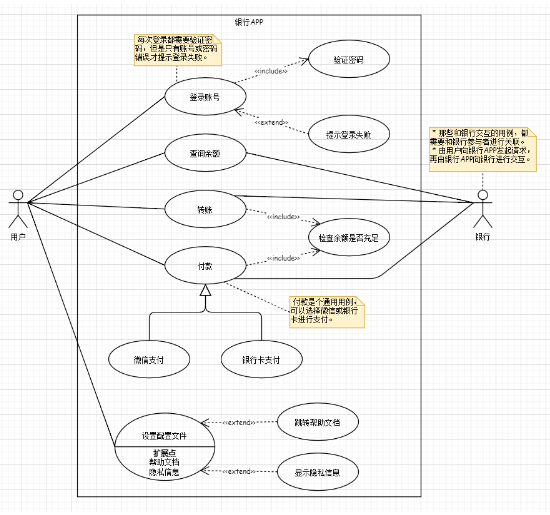 银行APP
每次登录都需要验证密
码，但是只有账号或密码
错误才提示登录失败。
验证密码
<<include>>
登录账号
<<extend>>
提示登录失败
* 那些和银行交互的用例，都
需要和银行参与者进行关联。
* 由用户向银行APP发起请求，
再由银行APP向银行进行交互。
查询余额
转账
<<include>>
检查余额是否充足
用户
银行
付款
<<include>>
付款是个通用用例，
可以选择微信或银行
卡进行支付。
微信支付
银行卡支付
设置配置文件
扩展点
帮助文档
隐私信息
<<extend>>
跳转帮助文档
<<extend>>
显示隐私信息